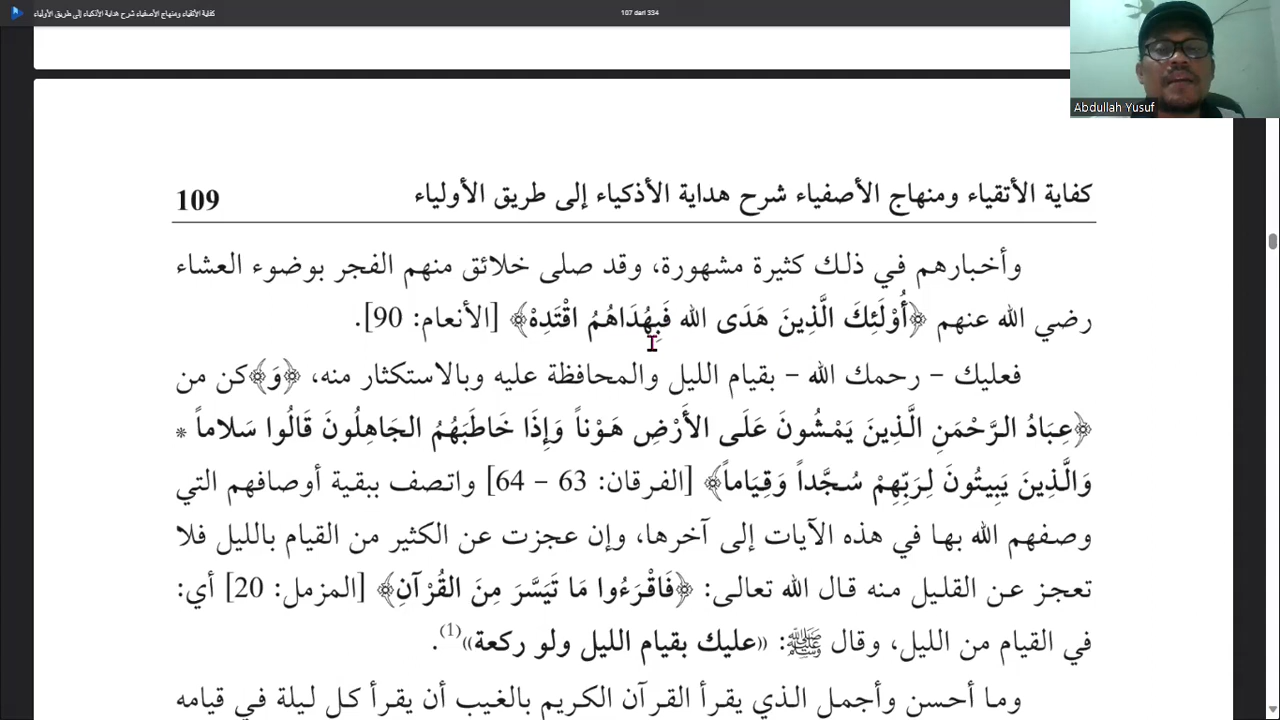 كفاية الأتقياء ومنهاج الأصفياء شرح هداية الأذكياء إلى طريق الأولياء
107 dari 334
Abdullah Yusuf
كفاية الأتقياء ومنهاج الأصفياء شرح هداية الأذكياء إلى طريق الأولياء 109
وأخبارهم في ذلك كثيرة مشهورة، وقد صلى خلائق منهم الفجر بوضوء العشاء
رضي الله عنهم ﴿أُوْلَئِكَ الَّذِينَ هَدَى الله فَبِهُدَاهُمُ اقْتَدِهْ﴾ [الأنعام: 90].
فعليك – رحمك الله – بقيام الليل والمحافظة عليه وبالاستكثار منه، ﴿وَ﴾كن من
﴿عِبَادُ الرَّحْمَنِ الَّذِينَ يَمْشُونَ عَلَى الأَرْضِ هَوْناً وَإِذَا خَاطَبَهُمُ الجَاهِلُونَ قَالُوا سَلاماً *
وَالَّذِينَ يَبِيتُونَ لِرَبِّهِمْ سُجَّداً وَقِيَاماً﴾ [الفرقان: 63 – 64] واتصف ببقية أوصافهم التي
وصفهم الله بها في هذه الآيات إلى آخرها، وإن عجزت عن الكثير من القيام بالليل فلا
تعجز عن القليل منه قال الله تعالى: ﴿فَاقْرَءُوا مَا تَيَسَّرَ مِنَ القُرْآنِ﴾ [المزمل: 20] أي:
في القيام من الليل، وقال ﷺ: «عليك بقيام الليل ولو ركعة»(1).
وما أحسن وأجمل الذي يقرأ القرآن الكريم بالغيب أن يقرأ كل ليلة في قيامه